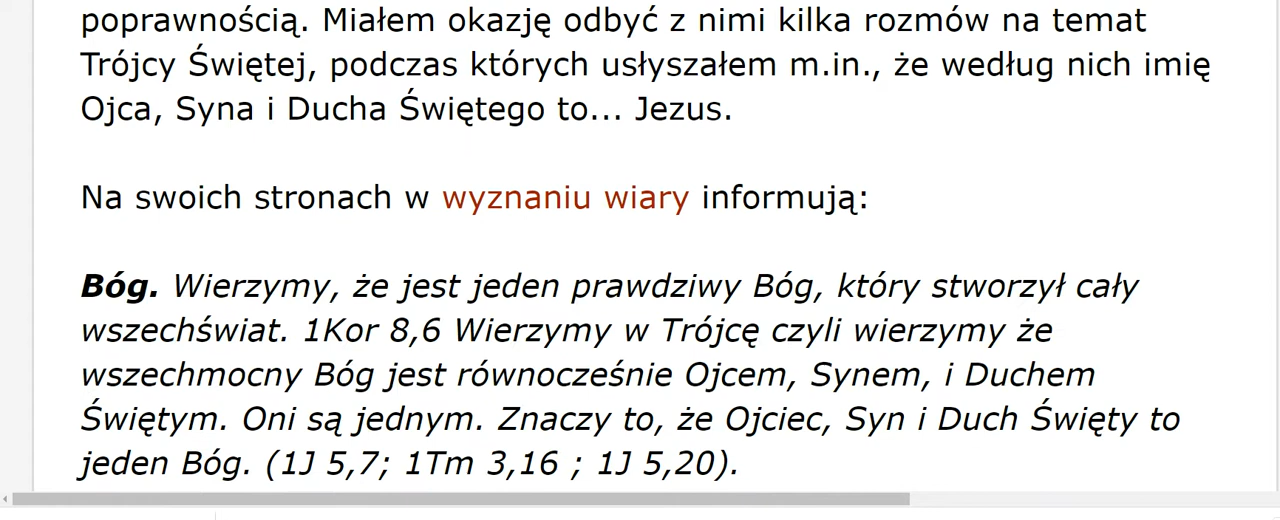 poprawnością. Miałem okazję odbyć z nimi kilka rozmów na temat
Trójcy Świętej, podczas których usłyszałem m.in., że według nich imię
Ojca, Syna i Ducha Świętego to... Jezus.
Na swoich stronach w wyznaniu wiary informują:
Bóg. Wierzymy, że jest jeden prawdziwy Bóg, który stworzył cały
wszechświat. 1Kor 8,6 Wierzymy w Trójcę czyli wierzymy że
wszechmocny Bóg jest równocześnie Ojcem, Synem, i Duchem
Świętym. Oni są jednym. Znaczy to, że Ojciec, Syn i Duch Święty to
jeden Bóg. (1J 5,7; 1Tm 3,16 ; 1J 5,20).